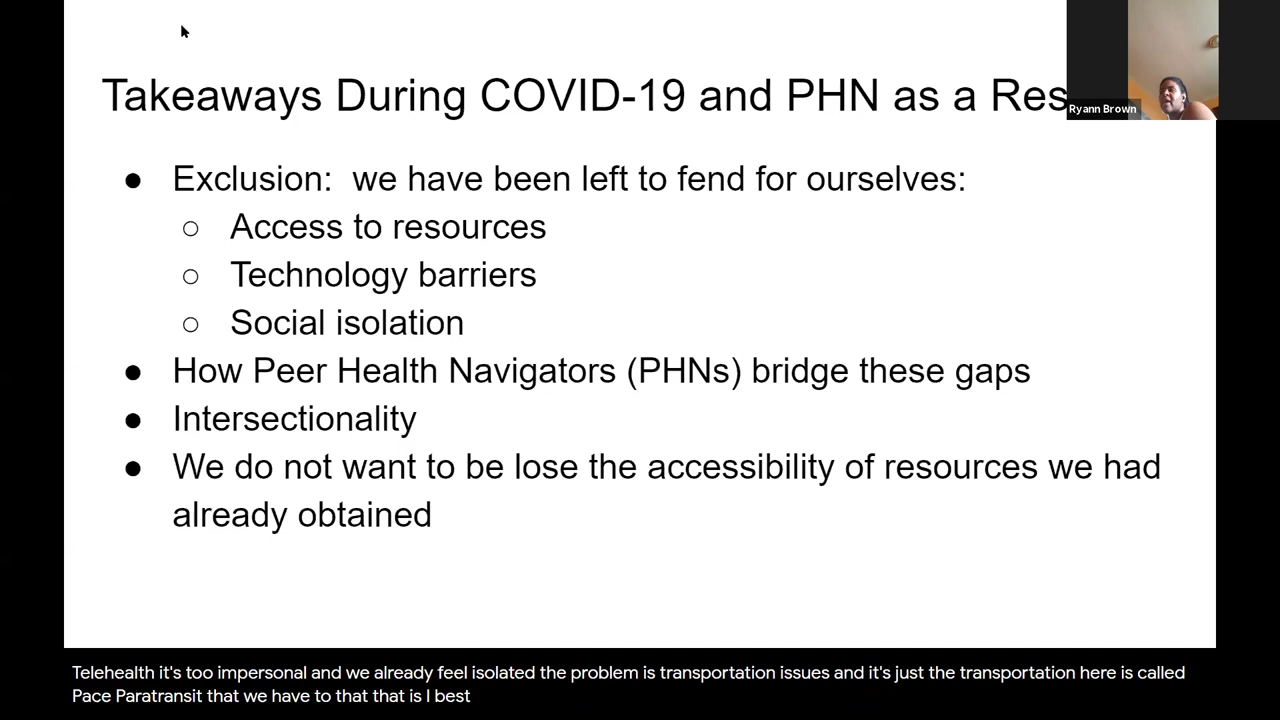 Takeaways During COVID-19 and PHN as a Res
Ryann Brown
● Exclusion:  we have been left to fend for ourselves:
○ Access to resources
○ Technology barriers
○ Social isolation
● How Peer Health Navigators (PHNs) bridge these gaps
● Intersectionality
● We do not want to be lose the accessibility of resources we had
already obtained
Telehealth it's too impersonal and we already feel isolated the problem is transportation issues and it's just the transportation here is called
Pace Paratransit that we have to that that is I best